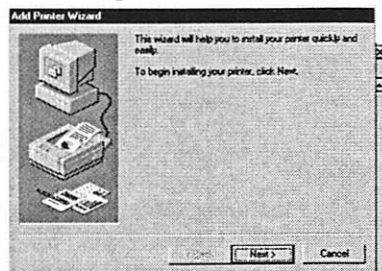 Add Printer Wizard
This wizard will help you to install your printer quickly and
easily.
To begin installing your printer, click Next.
Next >
Cancel